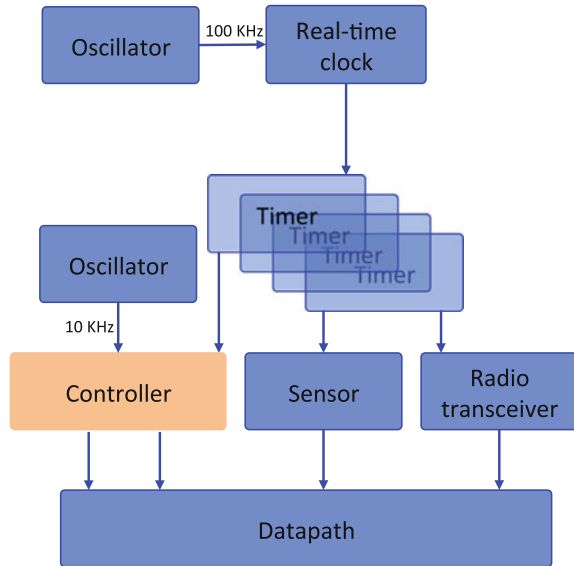 Oscillator
100 KHz
Real-time
clock
Timer
Timer
Timer
Timer
Oscillator
10 KHz
Controller
Sensor
Radio
transceiver
Datapath